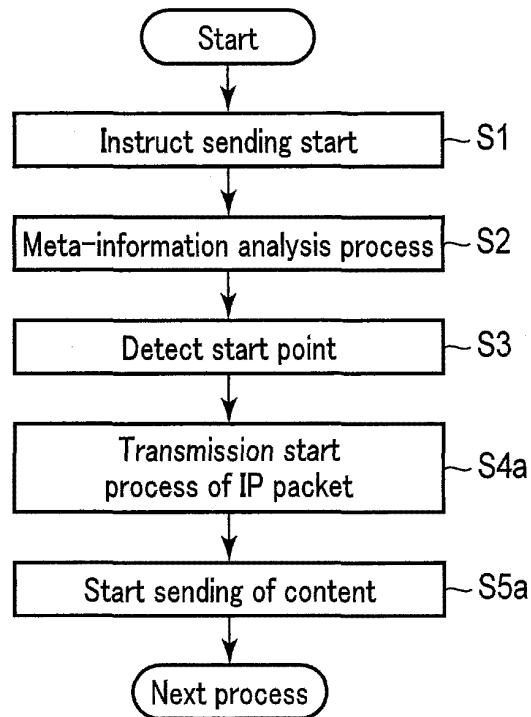 Start
Instruct sending start
S1
Meta-information analysis process
S2
Detect start point
S3
Transmission start
process of IP packet
S4a
Start sending of content
S5a
Next process